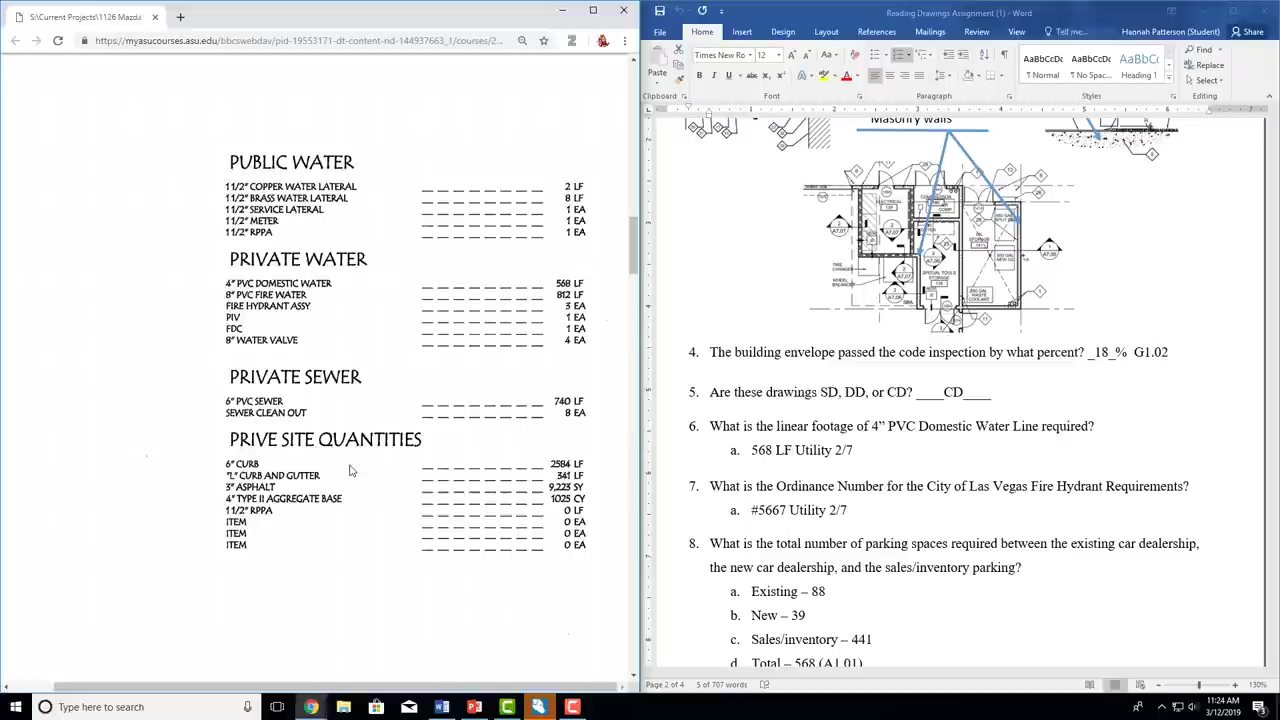 S:\Current Projects\1126 Mazda
https://myasucourses.asu.edu/bbcswebdav/pid-19553171-dt-content-rid-144937663_1/courses/2...
PUBLIC WATER
1 1/2" COPPER WATER LATERAL 2 LF
1 1/2" BRASS WATER LATERAL 8 LF
1 1/2" SERVICE LATERAL 1 EA
1 1/2" METER 1 EA
1 1/2" RPPA 1 EA
PRIVATE WATER
4" PVC DOMESTIC WATER 568 LF
8" PVC FIRE WATER 812 LF
FIRE HYDRANT ASSY 3 EA
PIV 1 EA
FDC 1 EA
8" WATER VALVE 4 EA
PRIVATE SEWER
6" PVC SEWER 740 LF
SEWER CLEAN OUT 8 EA
PRIVE SITE QUANTITIES
6" CURB 2584 LF
"L" CURB AND GUTTER 341 LF
3" ASPHALT 9,223 SY
4" TYPE II AGGREGATE BASE 1025 CY
1 1/2" RPPA 0 LF
ITEM 0 EA
ITEM 0 EA
ITEM 0 EA
Reading Drawings Assignment (1) - Word
File Home Insert Design Layout References Mailings Review View Tell me... Hannah Patterson (Student) Share
Paste
Times New Ro 12
AaBbCcDc AaBbCcDc AaBbCc
¶ Normal ¶ No Spac... Heading 1
Find
Replace
Select
Clipboard Font Paragraph Styles Editing
Masonry walls
ELECTRICAL
TIRE CHANGER
WHEEL BALANCER
SPECIAL TOOLS STORAGE
OIL STORAGE
4. The building envelope passed the code inspection by what percent? _18_% G1.02
5. Are these drawings SD, DD, or CD? ____CD____
6. What is the linear footage of 4” PVC Domestic Water Line required?
a. 568 LF Utility 2/7
7. What is the Ordinance Number for the City of Las Vegas Fire Hydrant Requirements?
a. #5667 Utility 2/7
8. What is the total number of parking spaces required between the existing car dealership,
the new car dealership, and the sales/inventory parking?
a. Existing – 88
b. New – 39
c. Sales/inventory – 441
d. Total – 568 (A1.01)
Page 2 of 4 5 of 707 words 130%
Type here to search
11:24 AM
3/12/2019